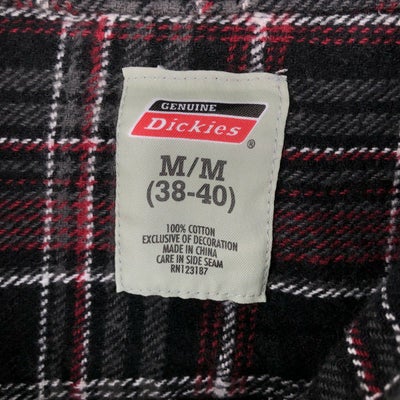 GENUINE
Dickies
®
M/M
(38-40)
100% COTTON
EXCLUSIVE OF DECORATION
MADE IN CHINA
CARE IN SIDE SEAM
RN123187